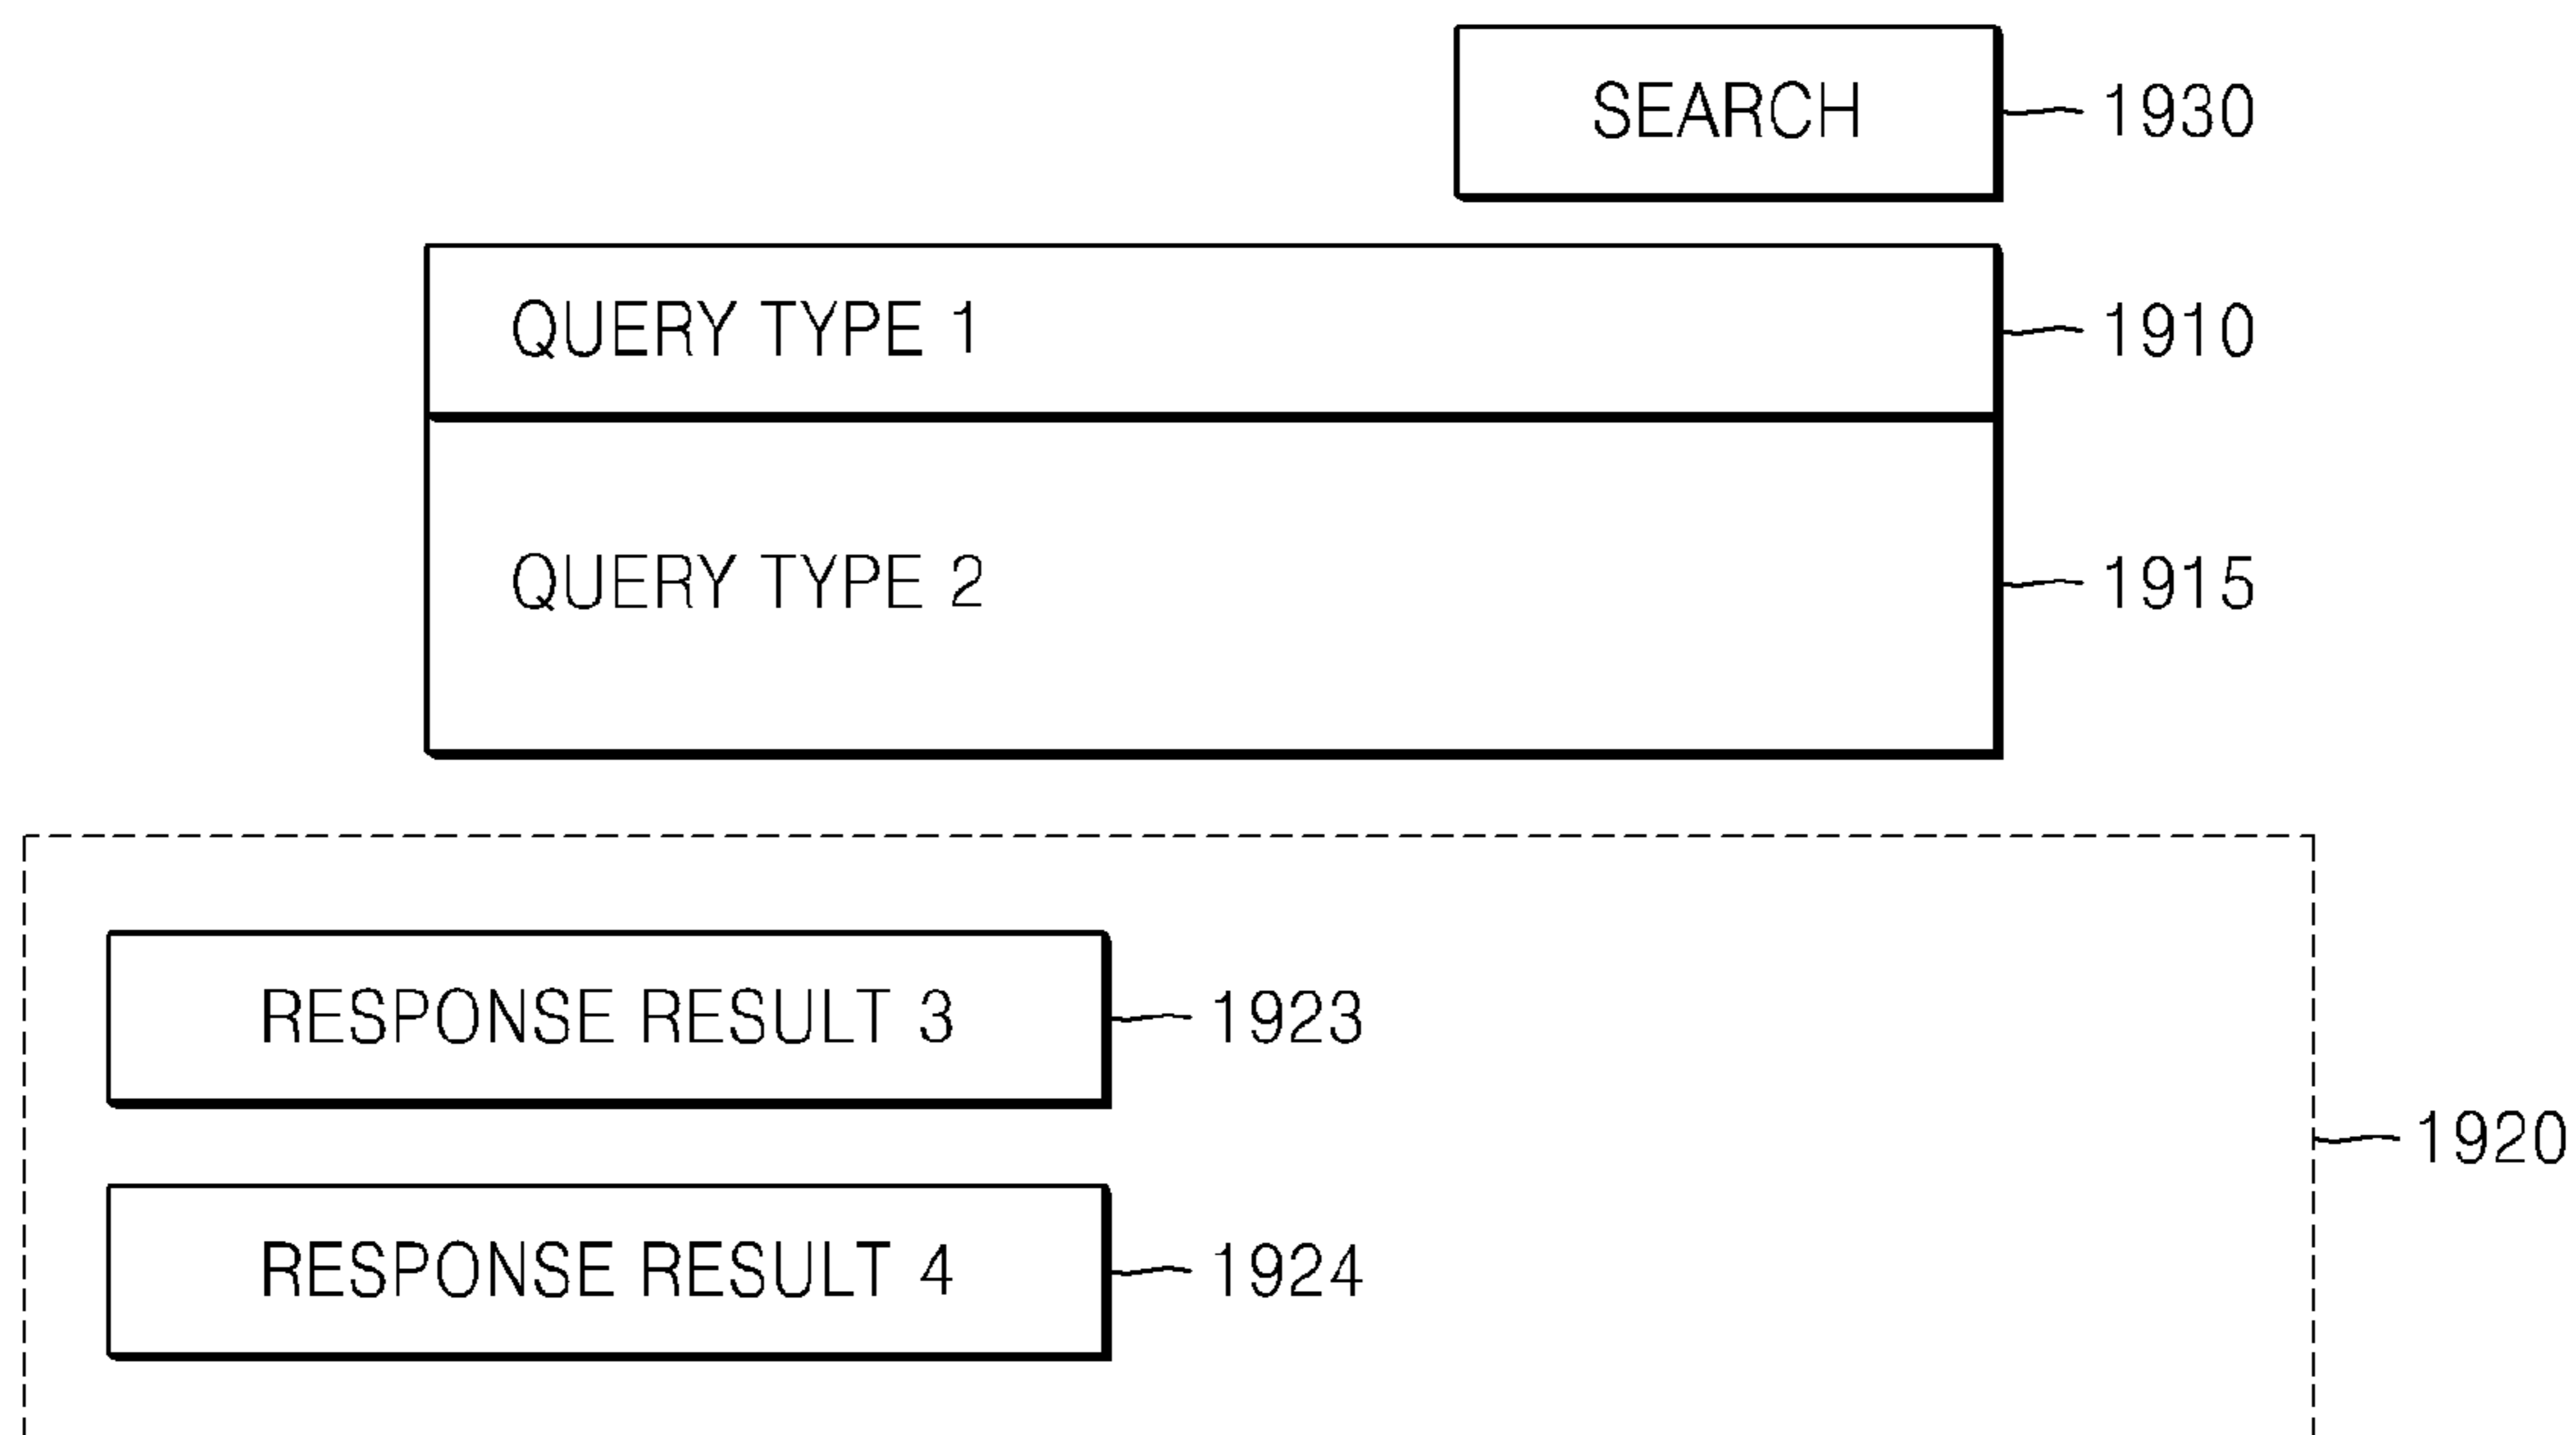 SEARCH 1930
QUERY TYPE 1 1910
QUERY TYPE 2 1915
RESPONSE RESULT 3 1923
1920
RESPONSE RESULT 4 1924